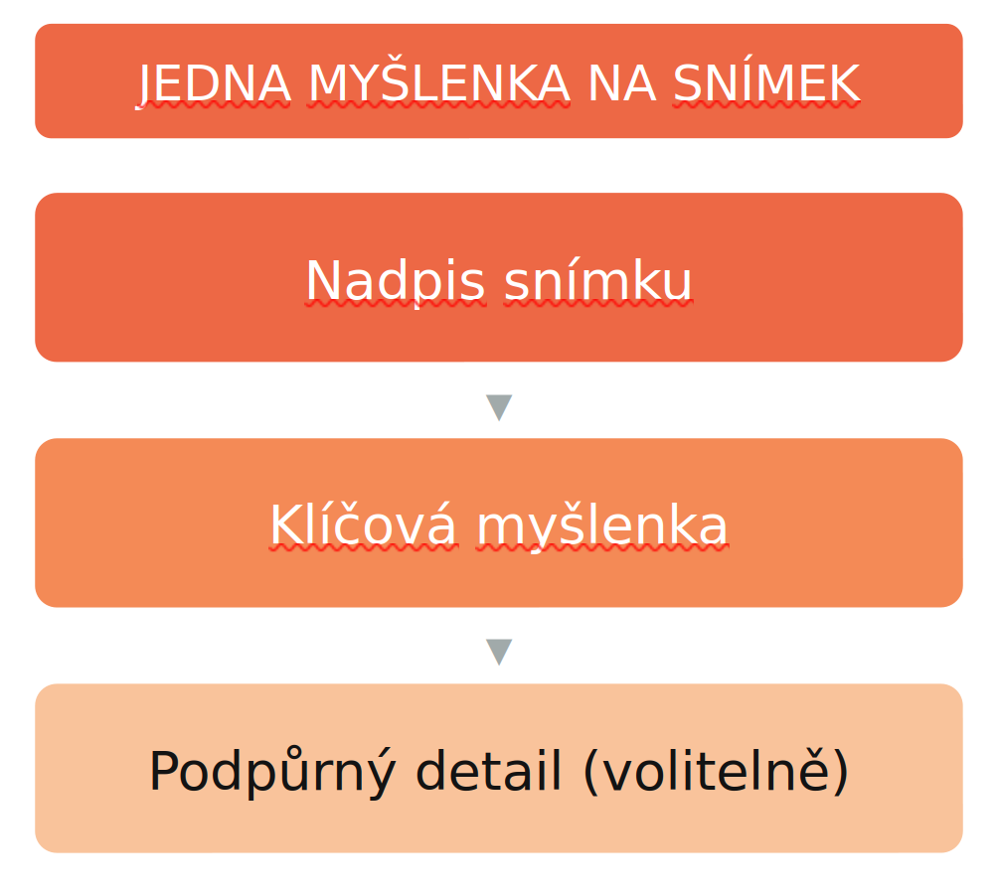 JEDNA MYŠLENKA NA SNÍMEK
Nadpis snímku
Klíčová myšlenka
Podpůrný detail (volitelně)